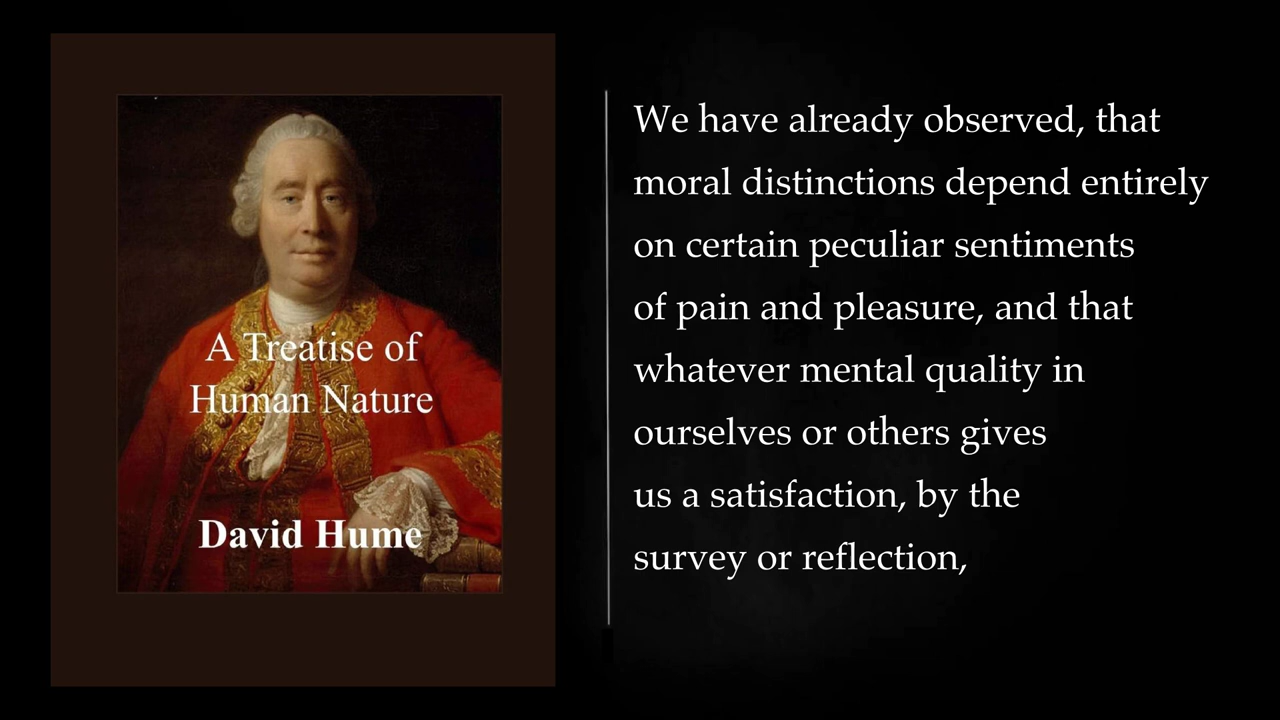 A Treatise of
Human Nature
David Hume
We have already observed, that
moral distinctions depend entirely
on certain peculiar sentiments
of pain and pleasure, and that
whatever mental quality in
ourselves or others gives
us a satisfaction, by the
survey or reflection,